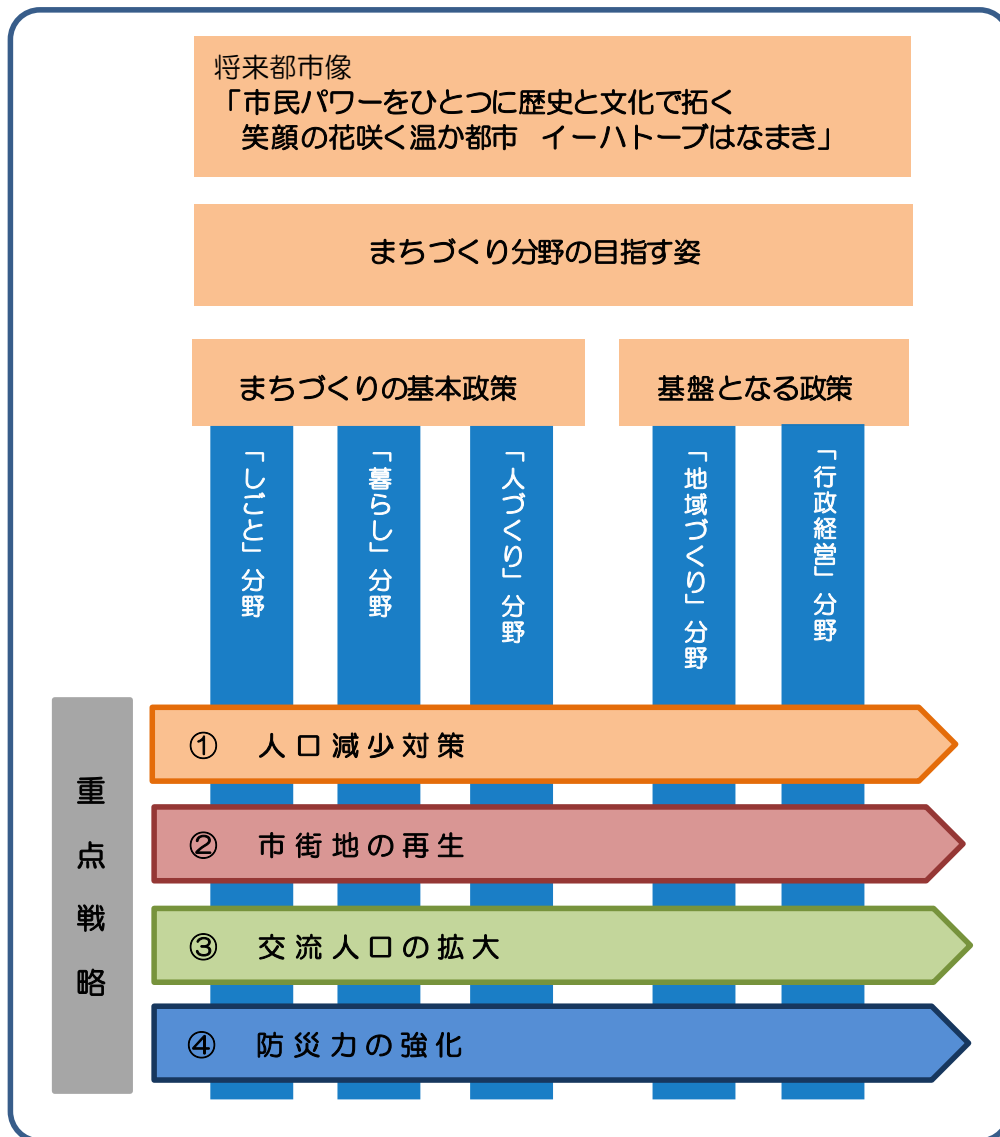 将来都市像
「市民パワーをひとつに歴史と文化で拓く
笑顔の花咲く温か都市　イーハトーブはなまき」
まちづくり分野の目指す姿
まちづくりの基本政策
基盤となる政策
「しごと」分野
「暮らし」分野
「人づくり」分野
「地域づくり」分野
「行政経営」分野
重点戦略
①　人口減少対策
②　市街地の再生
③　交流人口の拡大
④　防災力の強化